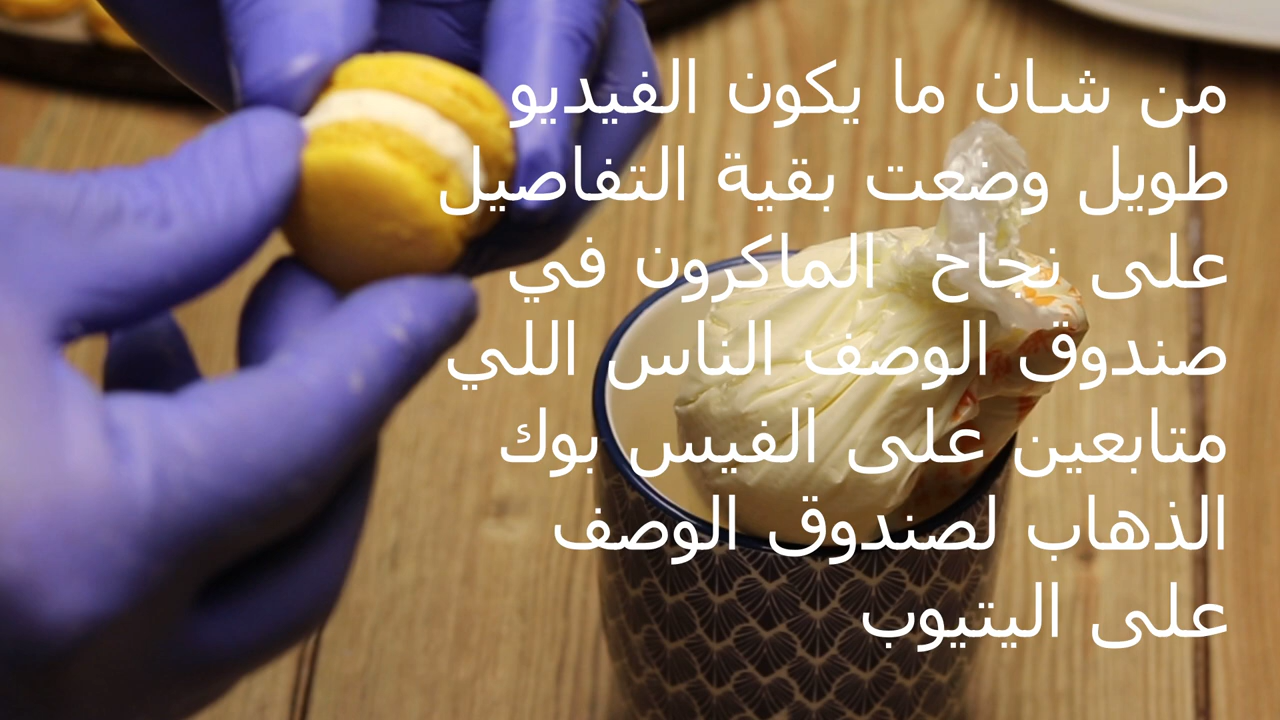 من شان ما يكون الفيديو
طويل وضعت بقية التفاصيل
على نجاح الماكرون في
صندوق الوصف الناس اللي
متابعين على الفيس بوك
الذهاب لصندوق الوصف
على اليتيوب